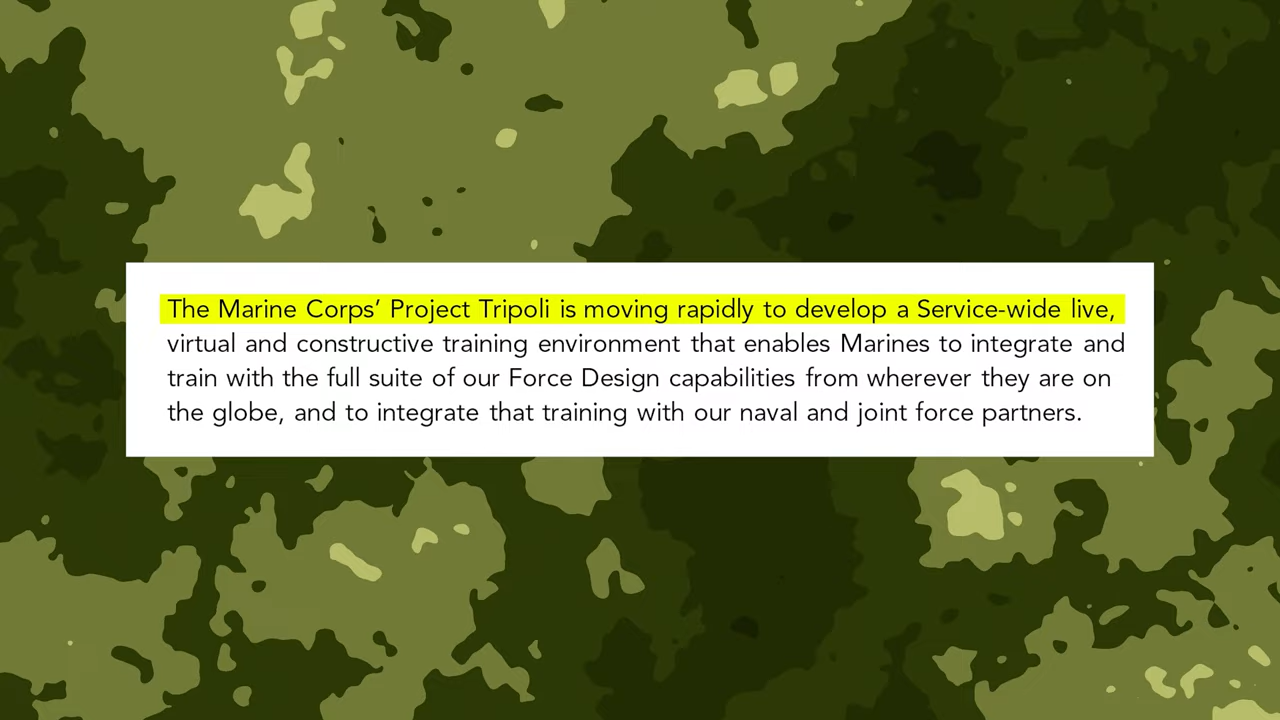 The Marine Corps’ Project Tripoli is moving rapidly to develop a Service-wide live,
virtual and constructive training environment that enables Marines to integrate and
train with the full suite of our Force Design capabilities from wherever they are on
the globe, and to integrate that training with our naval and joint force partners.